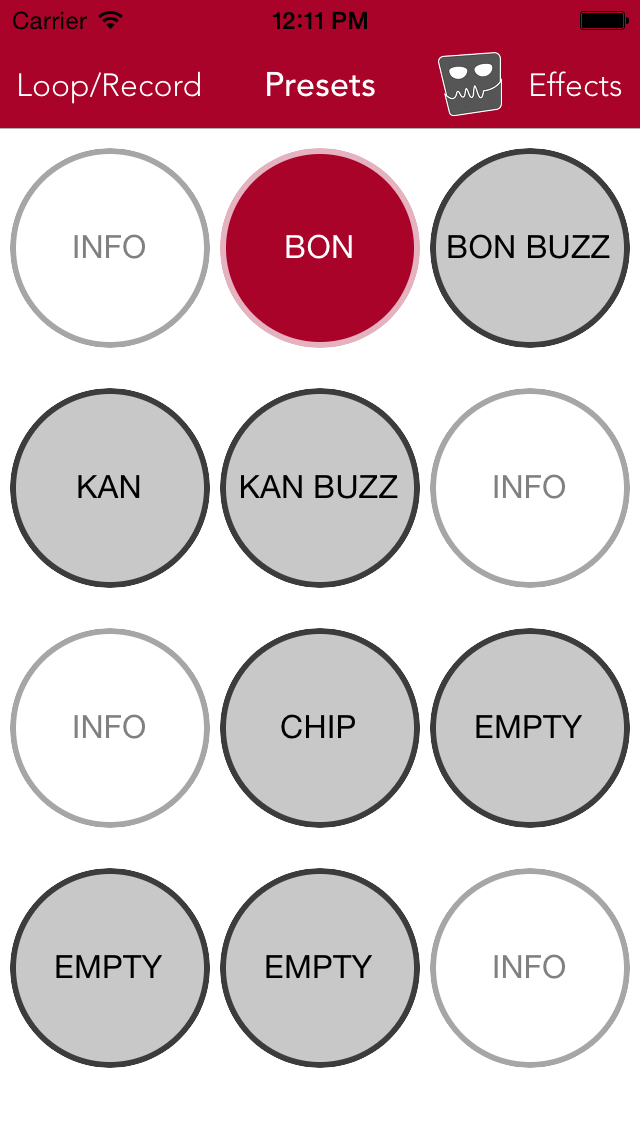 Carrier 12:11 PM
Loop/Record Presets Effects
INFO BON BON BUZZ
KAN KAN BUZZ INFO
INFO CHIP EMPTY
EMPTY EMPTY INFO